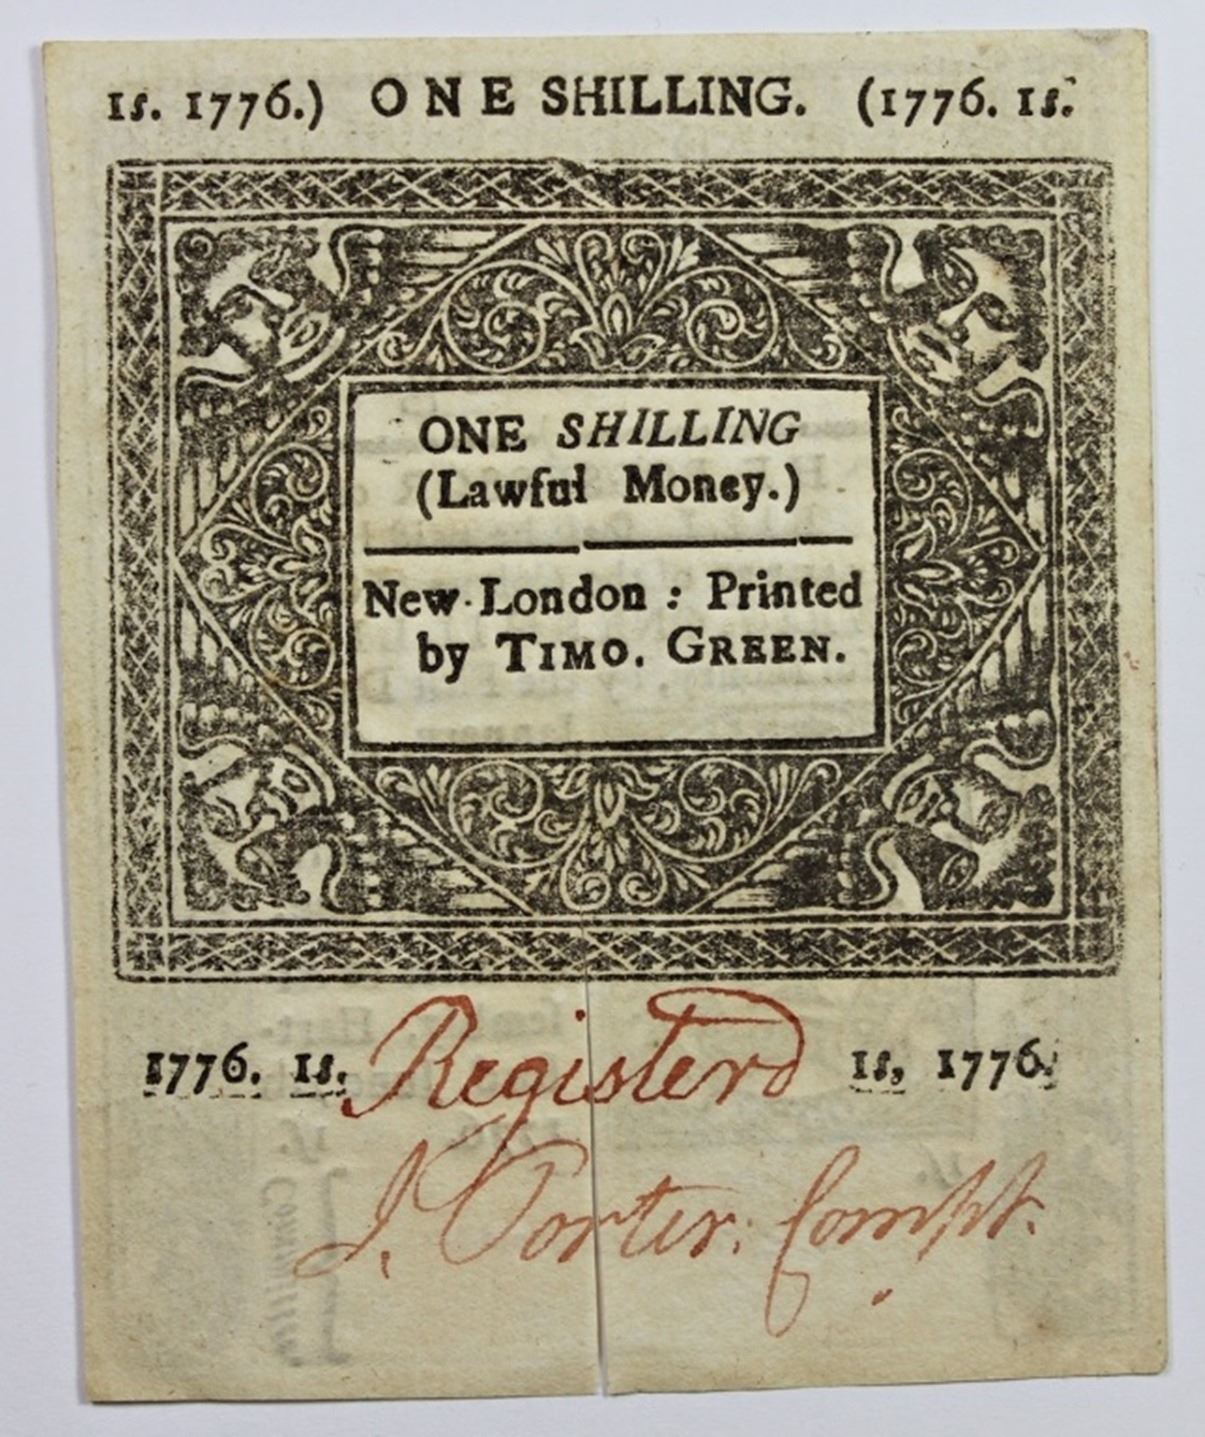 1s. 1776.) ONE SHILLING. (1776. 1s.
ONE SHILLING
(Lawful Money.)
New London : Printed
by TIMO. GREEN.
1776. 1s. Registerd 1s, 1776.
J. Porter. Compt.